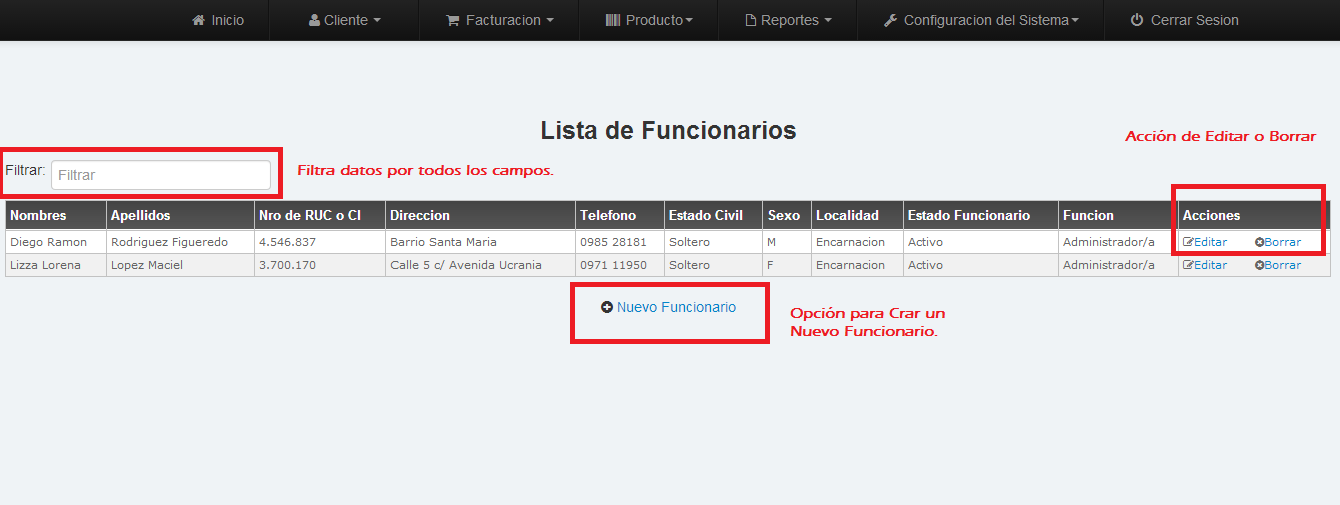 Inicio Cliente Facturacion Producto Reportes Configuracion del Sistema Cerrar Sesion
Lista de Funcionarios
Acción de Editar o Borrar
Filtrar: Filtrar Filtra datos por todos los campos.
Nombres Apellidos Nro de RUC o CI Direccion Telefono Estado Civil Sexo Localidad Estado Funcionario Funcion Acciones
Diego Ramon Rodriguez Figueredo 4.546.837 Barrio Santa Maria 0985 28181 Soltero M Encarnacion Activo Administrador/a Editar Borrar
Lizza Lorena Lopez Maciel 3.700.170 Calle 5 c/ Avenida Ucrania 0971 11950 Soltero F Encarnacion Activo Administrador/a Editar Borrar
Nuevo Funcionario
Opción para Crar un
Nuevo Funcionario.